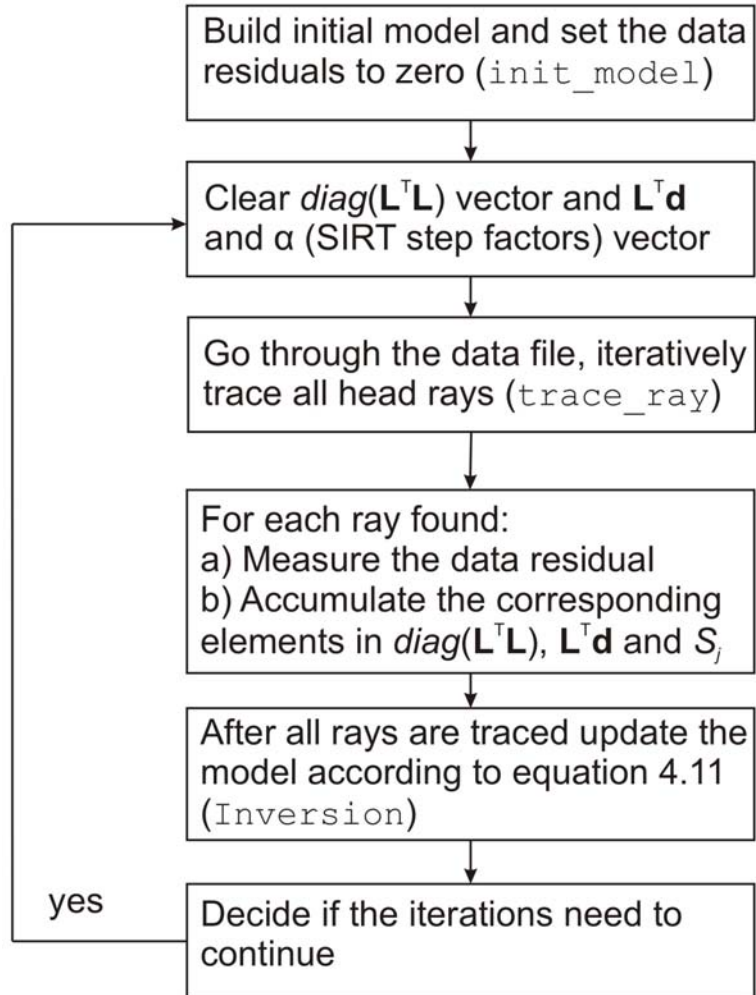 Build initial model and set the data
residuals to zero (init_model)
Clear diag(LᵀL) vector and Lᵀd
and α (SIRT step factors) vector
Go through the data file, iteratively
trace all head rays (trace_ray)
For each ray found:
a) Measure the data residual
b) Accumulate the corresponding
elements in diag(LᵀL), Lᵀd and Sⱼ
After all rays are traced update the
model according to equation 4.11
(Inversion)
yes
Decide if the iterations need to
continue